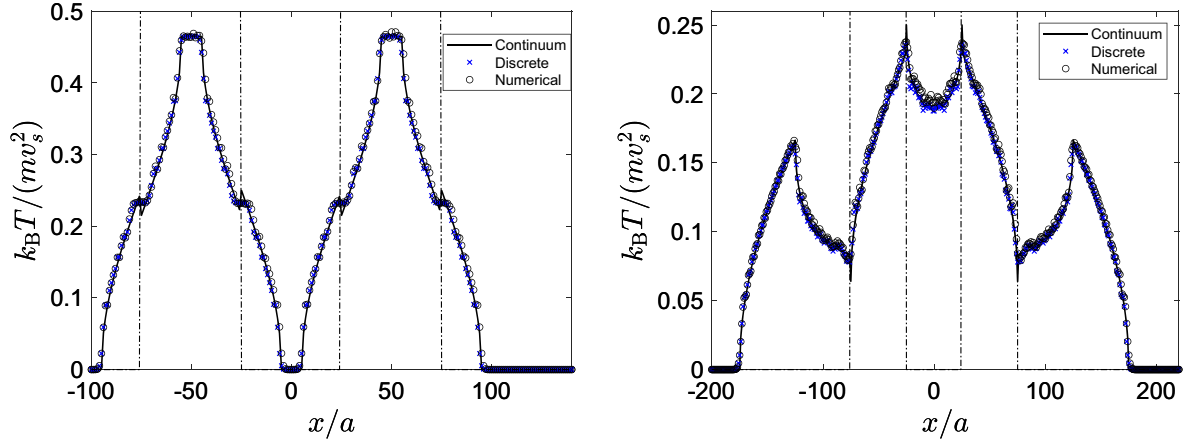 0.5
0.4
0.3
0.2
0.1
0
-100
-50
0
50
100
x/a
k_B T/(mv_s^2)
Continuum
Discrete
Numerical
0.25
0.2
0.15
0.1
0.05
0
-200
-100
0
100
200
x/a
k_B T/(mv_s^2)
Continuum
Discrete
Numerical